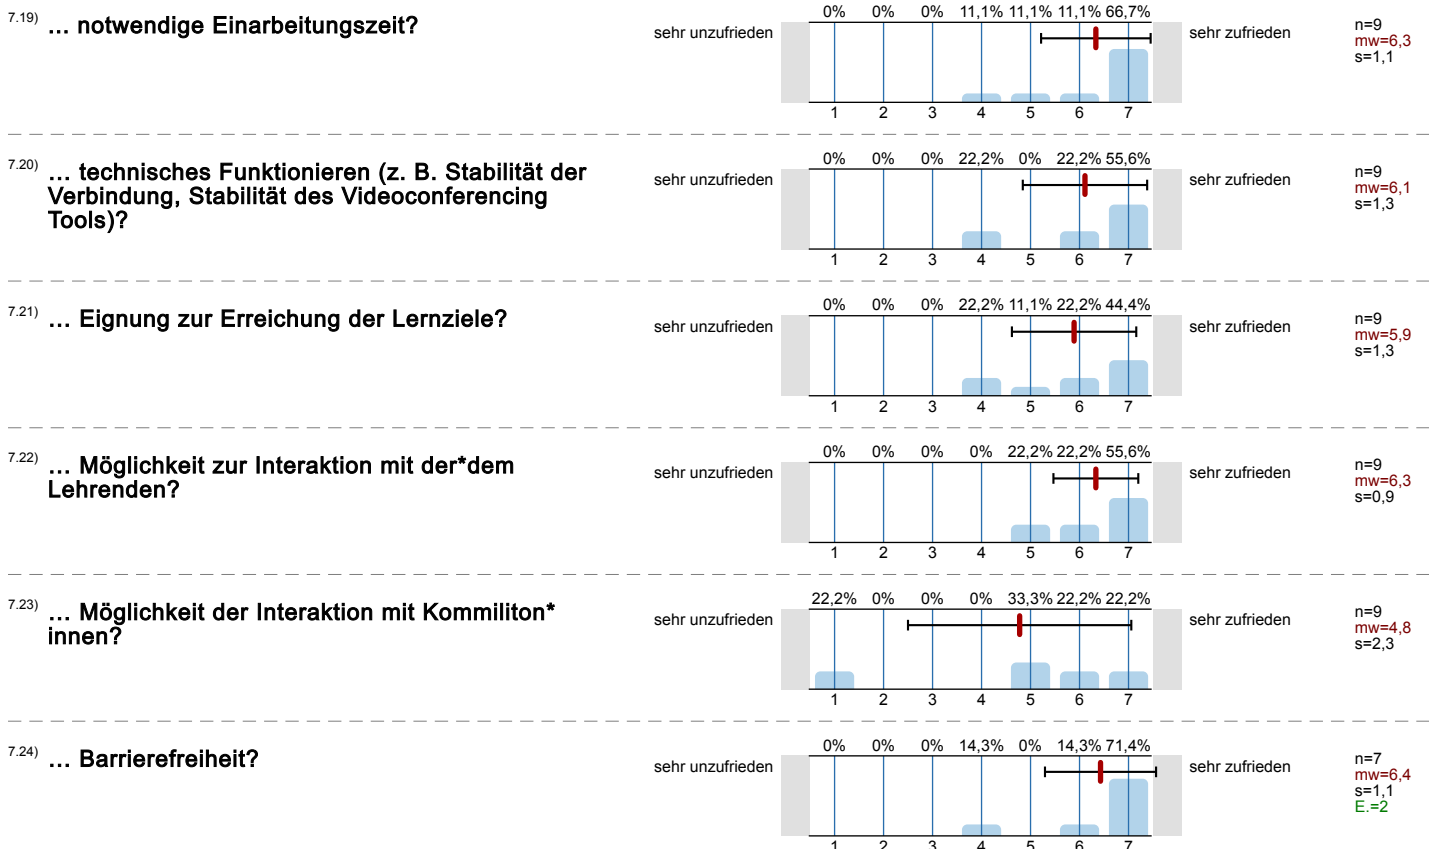 7.19) ... notwendige Einarbeitungszeit?
0% 0% 0% 11,1% 11,1% 11,1% 66,7%
sehr unzufrieden sehr zufrieden
n=9
mw=6,3
s=1,1
1 2 3 4 5 6 7
7.20) ... technisches Funktionieren (z. B. Stabilität der
Verbindung, Stabilität des Videoconferencing
Tools)?
0% 0% 0% 22,2% 0% 22,2% 55,6%
sehr unzufrieden sehr zufrieden
n=9
mw=6,1
s=1,3
1 2 3 4 5 6 7
7.21) ... Eignung zur Erreichung der Lernziele?
0% 0% 0% 22,2% 11,1% 22,2% 44,4%
sehr unzufrieden sehr zufrieden
n=9
mw=5,9
s=1,3
1 2 3 4 5 6 7
7.22) ... Möglichkeit zur Interaktion mit der*dem
Lehrenden?
0% 0% 0% 0% 22,2% 22,2% 55,6%
sehr unzufrieden sehr zufrieden
n=9
mw=6,3
s=0,9
1 2 3 4 5 6 7
7.23) ... Möglichkeit der Interaktion mit Kommiliton*
innen?
22,2% 0% 0% 0% 33,3% 22,2% 22,2%
sehr unzufrieden sehr zufrieden
n=9
mw=4,8
s=2,3
1 2 3 4 5 6 7
7.24) ... Barrierefreiheit?
0% 0% 0% 14,3% 0% 14,3% 71,4%
sehr unzufrieden sehr zufrieden
n=7
mw=6,4
s=1,1
E.=2
1 2 3 4 5 6 7